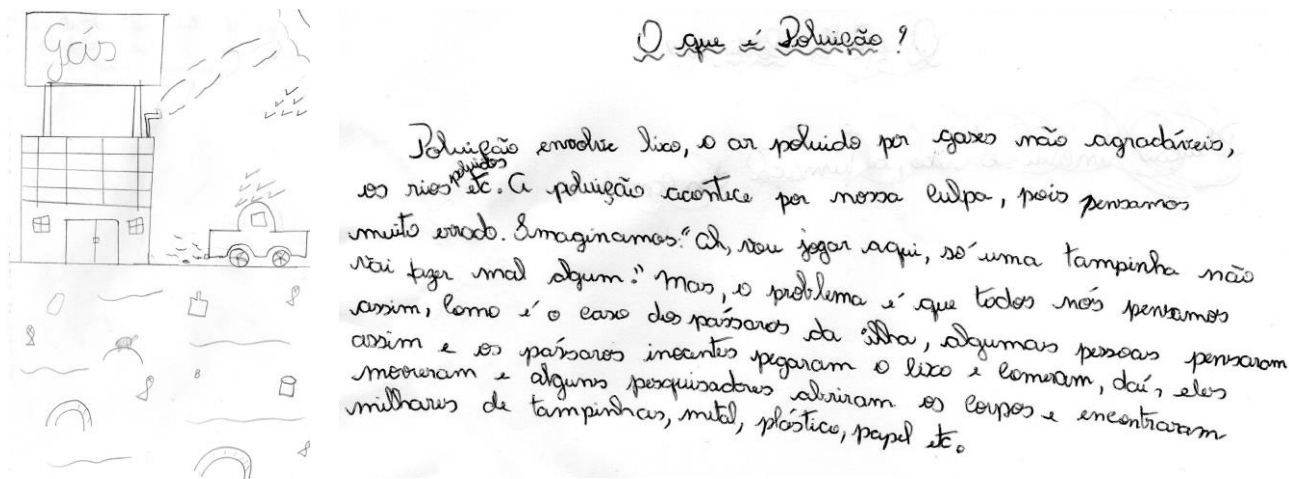 Gás
O que é Poluição?
Poluição envolve lixo, o ar poluido por gases não agradáveis,
os rios poluidos etc. A poluição acontece por nossa culpa, pois pensamos
muito errado. Imaginamos: "Ah, vou jogar aqui, só uma tampinha não
vai fazer mal algum." Mas, o problema é que todos nós pensamos
assim, como é o caso dos pássaros da ilha, algumas pessoas pensaram
assim e os pássaros inocentes pegaram o lixo e comeram, daí, eles
morreram e alguns pesquisadores abriram os corpos e encontraram
milhares de tampinhas, metal, plástico, papel etc.